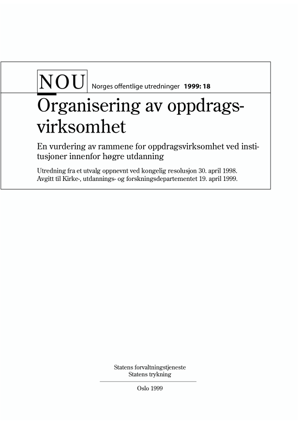 NOU Norges offentlige utredninger 1999: 18
Organisering av oppdrags-
virksomhet
En vurdering av rammene for oppdragsvirksomhet ved insti-
tusjoner innenfor høgre utdanning
Utredning fra et utvalg oppnevnt ved kongelig resolusjon 30. april 1998.
Avgitt til Kirke-, utdannings- og forskningsdepartementet 19. april 1999.
Statens forvaltningstjeneste
Statens trykning
Oslo 1999